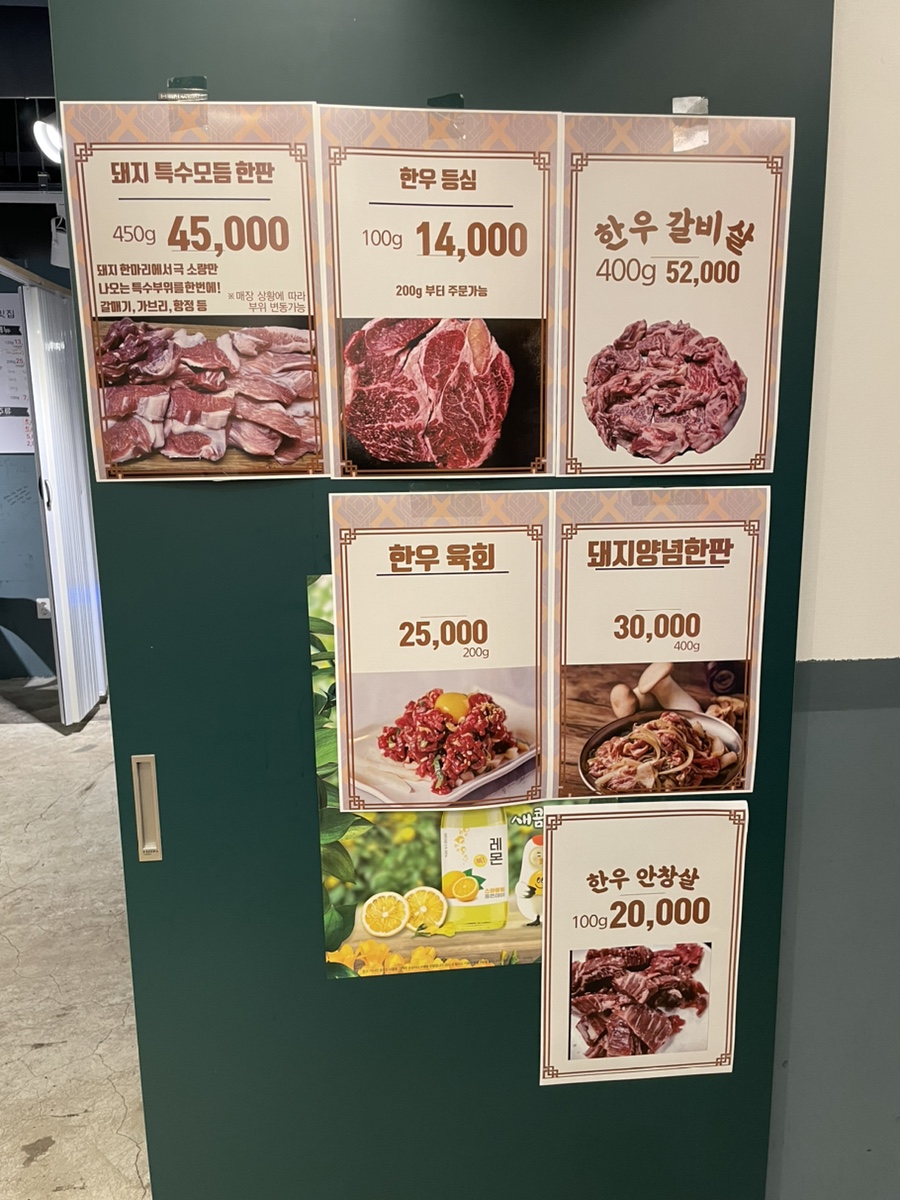 돼지 특수모듬 한판
450g 45,000
돼지 한마리에서 극 소량만
나오는 특수부위를한번에!
갈매기, 가브리, 항정 등
※ 매장 상황에 따라
부위 변동가능
한우 등심
100g 14,000
200g 부터 주문가능
한우 갈비살
400g 52,000
한우 육회
25,000
200g
돼지양념한판
30,000
400g
새콤
레몬
한우 안창살
100g 20,000